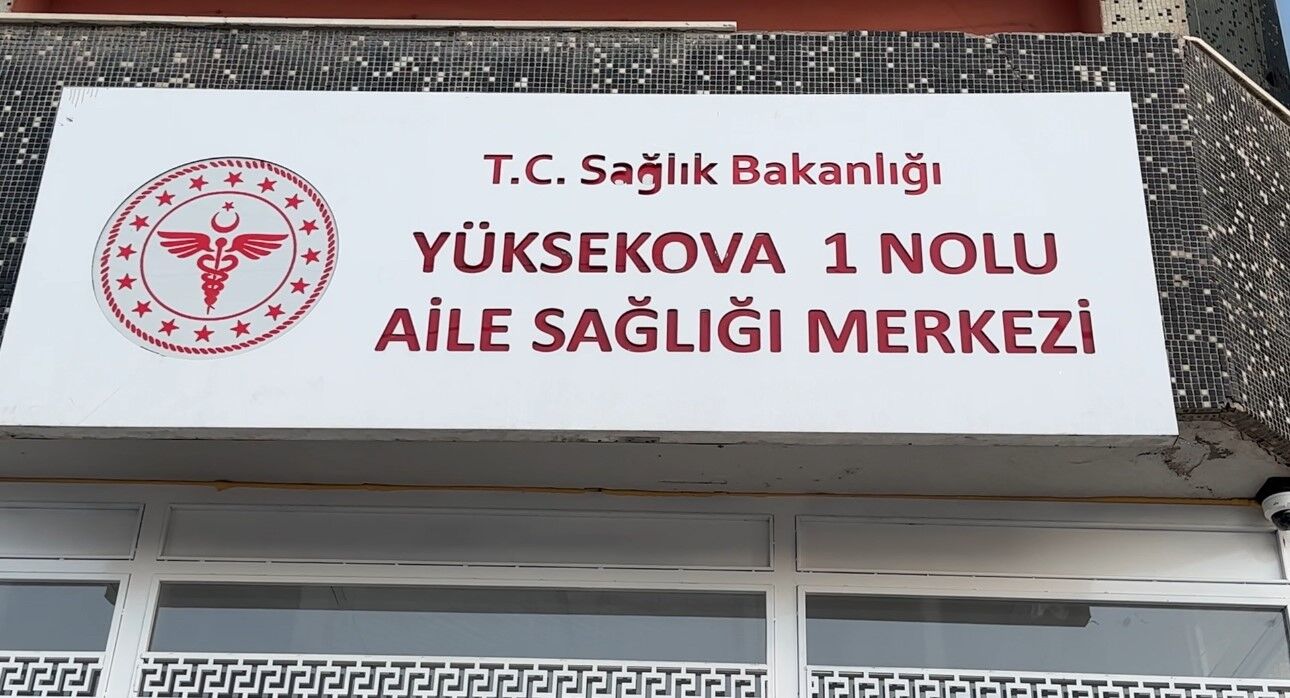 T.C. Sağlık Bakanlığı
YÜKSEKOVA 1 NOLU
AİLE SAĞLIĞI MERKEZİ